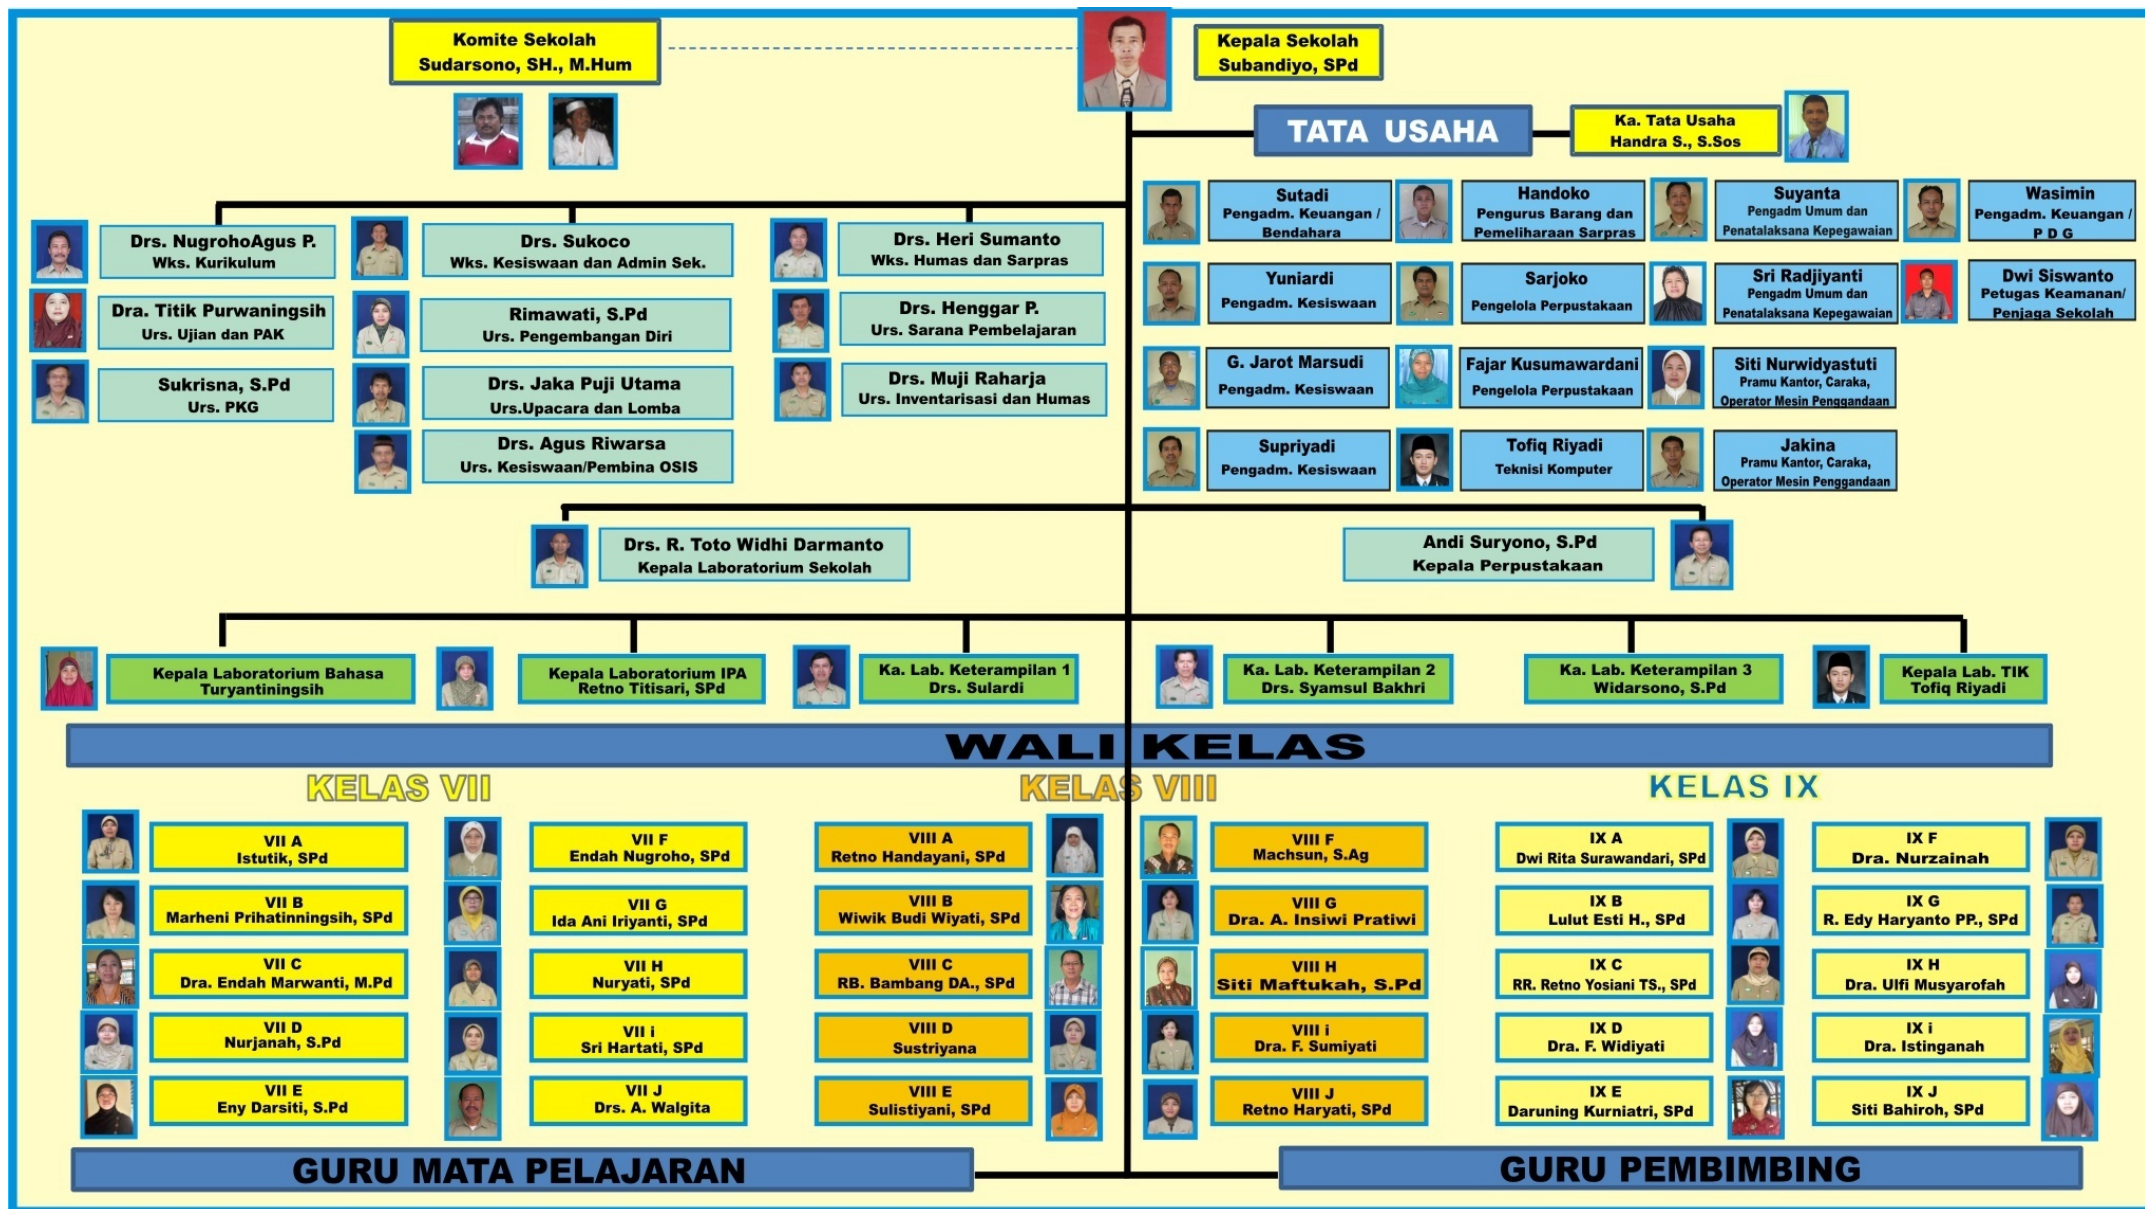 Komite Sekolah
Sudarsono, SH., M.Hum
Kepala Sekolah
Subandiyo, SPd
TATA USAHA
Ka. Tata Usaha
Handra S., S.Sos
Sutadi
Pengadm. Keuangan /
Bendahara
Handoko
Pengurus Barang dan
Pemeliharaan Sarpras
Suyanta
Pengadm Umum dan
Penatalaksana Kepegawaian
Wasimin
Pengadm. Keuangan /
P D G
Yuniardi
Pengadm. Kesiswaan
Sarjoko
Pengelola Perpustakaan
Sri Radjiyanti
Pengadm Umum dan
Penatalaksana Kepegawaian
Dwi Siswanto
Petugas Keamanan/
Penjaga Sekolah
G. Jarot Marsudi
Pengadm. Kesiswaan
Fajar Kusumawardani
Pengelola Perpustakaan
Siti Nurwidyastuti
Pramu Kantor, Caraka,
Operator Mesin Penggandaan
Supriyadi
Pengadm. Kesiswaan
Tofiq Riyadi
Teknisi Komputer
Jakina
Pramu Kantor, Caraka,
Operator Mesin Penggandaan
Drs. NugrohoAgus P.
Wks. Kurikulum
Dra. Titik Purwaningsih
Urs. Ujian dan PAK
Sukrisna, S.Pd
Urs. PKG
Drs. Sukoco
Wks. Kesiswaan dan Admin Sek.
Rimawati, S.Pd
Urs. Pengembangan Diri
Drs. Jaka Puji Utama
Urs.Upacara dan Lomba
Drs. Agus Riwarsa
Urs. Kesiswaan/Pembina OSIS
Drs. Heri Sumanto
Wks. Humas dan Sarpras
Drs. Henggar P.
Urs. Sarana Pembelajaran
Drs. Muji Raharja
Urs. Inventarisasi dan Humas
Drs. R. Toto Widhi Darmanto
Kepala Laboratorium Sekolah
Andi Suryono, S.Pd
Kepala Perpustakaan
Kepala Laboratorium Bahasa
Turyantiningsih
Kepala Laboratorium IPA
Retno Titisari, SPd
Ka. Lab. Keterampilan 1
Drs. Sulardi
Ka. Lab. Keterampilan 2
Drs. Syamsul Bakhri
Ka. Lab. Keterampilan 3
Widarsono, S.Pd
Kepala Lab. TIK
Tofiq Riyadi
WALI KELAS
KELAS VII
VII A
Istutik, SPd
VII B
Marheni Prihatinningsih, SPd
VII C
Dra. Endah Marwanti, M.Pd
VII D
Nurjanah, S.Pd
VII E
Eny Darsiti, S.Pd
VII F
Endah Nugroho, SPd
VII G
Ida Ani Iriyanti, SPd
VII H
Nuryati, SPd
VII i
Sri Hartati, SPd
VII J
Drs. A. Walgita
KELAS VIII
VIII A
Retno Handayani, SPd
VIII B
Wiwik Budi Wiyati, SPd
VIII C
RB. Bambang DA., SPd
VIII D
Sustriyana
VIII E
Sulistiyani, SPd
VIII F
Machsun, S.Ag
VIII G
Dra. A. Insiwi Pratiwi
VIII H
Siti Maftukah, S.Pd
VIII i
Dra. F. Sumiyati
VIII J
Retno Haryati, SPd
KELAS IX
IX A
Dwi Rita Surawandari, SPd
IX B
Lulut Esti H., SPd
IX C
RR. Retno Yosiani TS., SPd
IX D
Dra. F. Widiyati
IX E
Daruning Kurniatri, SPd
IX F
Dra. Nurzainah
IX G
R. Edy Haryanto PP., SPd
IX H
Dra. Ulfi Musyarofah
IX i
Dra. Istinganah
IX J
Siti Bahiroh, SPd
GURU MATA PELAJARAN
GURU PEMBIMBING